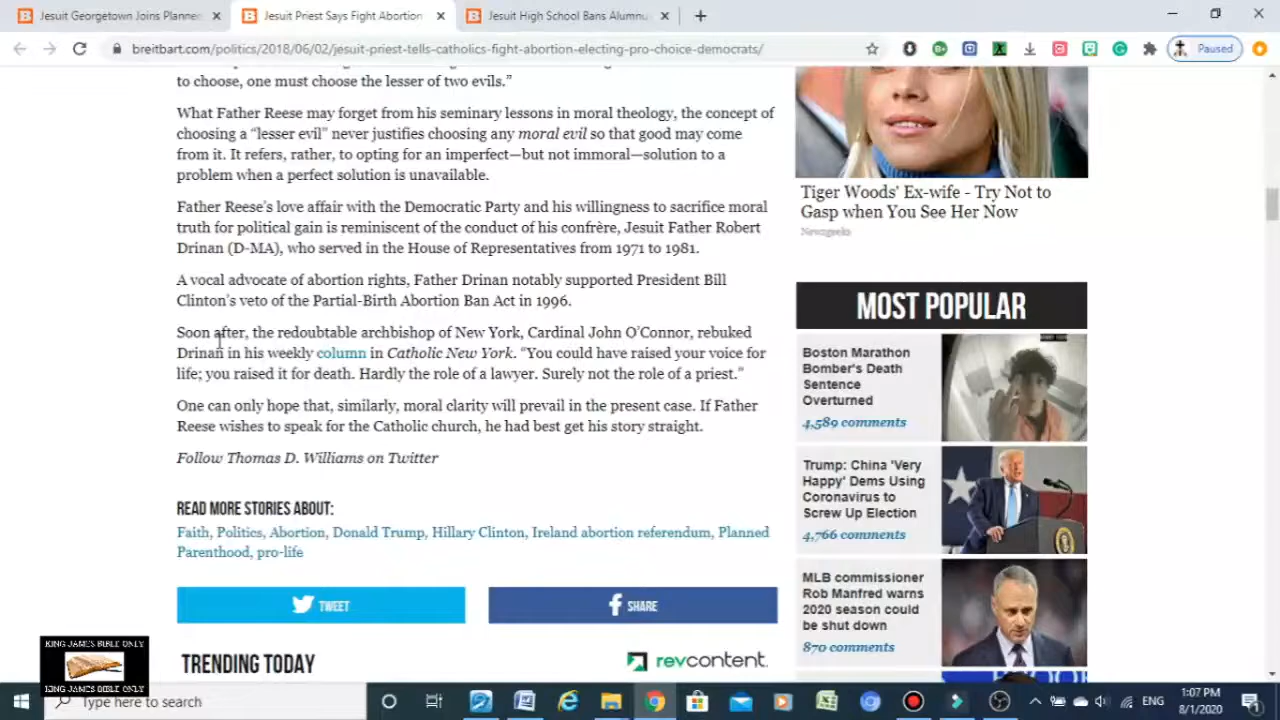 Jesuit Georgetown Joins Planne
Jesuit Priest Says Fight Abortion
Jesuit High School Bans Alumnu
breitbart.com/politics/2018/06/02/jesuit-priest-tells-catholics-fight-abortion-electing-pro-choice-democrats/
Paused
to choose, one must choose the lesser of two evils.”
What Father Reese may forget from his seminary lessons in moral theology, the concept of
choosing a “lesser evil” never justifies choosing any moral evil so that good may come
from it. It refers, rather, to opting for an imperfect—but not immoral—solution to a
problem when a perfect solution is unavailable.
Father Reese’s love affair with the Democratic Party and his willingness to sacrifice moral
truth for political gain is reminiscent of the conduct of his confrère, Jesuit Father Robert
Drinan (D-MA), who served in the House of Representatives from 1971 to 1981.
A vocal advocate of abortion rights, Father Drinan notably supported President Bill
Clinton’s veto of the Partial-Birth Abortion Ban Act in 1996.
Soon after, the redoubtable archbishop of New York, Cardinal John O’Connor, rebuked
Drinan in his weekly column in Catholic New York. “You could have raised your voice for
life; you raised it for death. Hardly the role of a lawyer. Surely not the role of a priest.”
One can only hope that, similarly, moral clarity will prevail in the present case. If Father
Reese wishes to speak for the Catholic church, he had best get his story straight.
Follow Thomas D. Williams on Twitter
READ MORE STORIES ABOUT:
Faith, Politics, Abortion, Donald Trump, Hillary Clinton, Ireland abortion referendum, Planned
Parenthood, pro-life
TWEET
SHARE
TRENDING TODAY
revcontent.
Tiger Woods' Ex-wife - Try Not to
Gasp when You See Her Now
Newzgeeks
MOST POPULAR
Boston Marathon
Bomber's Death
Sentence
Overturned
4,589 comments
Trump: China 'Very
Happy' Dems Using
Coronavirus to
Screw Up Election
4,766 comments
MLB commissioner
Rob Manfred warns
2020 season could
be shut down
870 comments
KING JAMES BIBLE ONLY
KING JAMES BIBLE ONLY
Type here to search
ENG
1:07 PM
8/1/2020